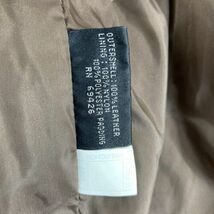 OUTERSHELL: 100% LEATHER
LINING: 100% NYLON
100% POLYESTER PADDING
RN 69426